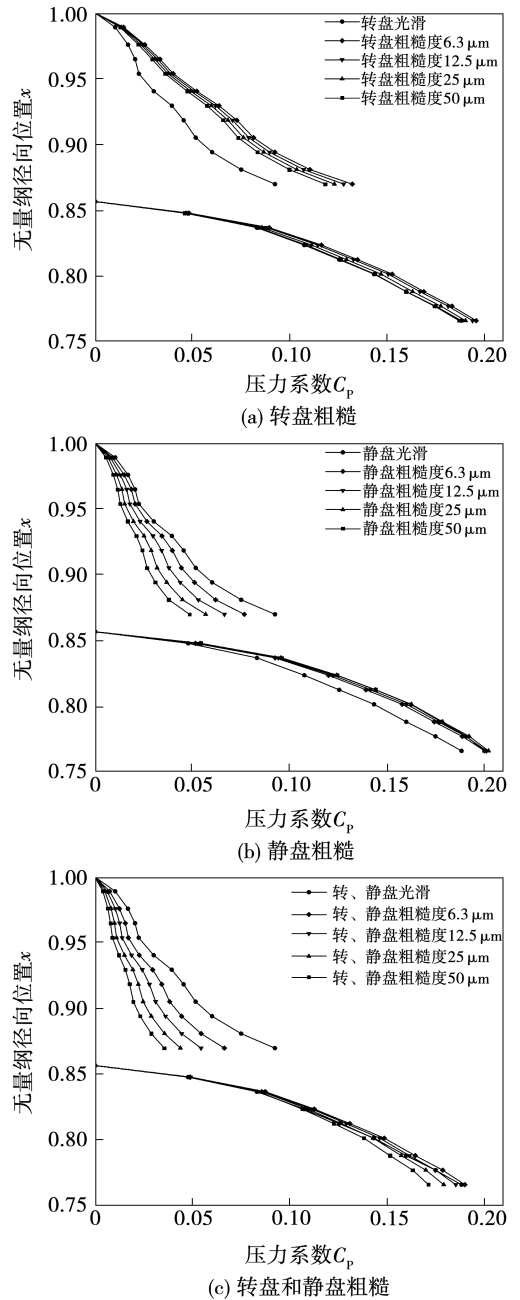 转盘光滑
转盘粗糙度6.3 μm
转盘粗糙度12.5 μm
转盘粗糙度25 μm
转盘粗糙度50 μm
1.00
0.95
0.90
0.85
0.80
0.75
无量纲径向位置x
0 0.05 0.10 0.15 0.20
压力系数CP
(a) 转盘粗糙
静盘光滑
静盘粗糙度6.3 μm
静盘粗糙度12.5 μm
静盘粗糙度25 μm
静盘粗糙度50 μm
1.00
0.95
0.90
0.85
0.80
0.75
无量纲径向位置x
0 0.05 0.10 0.15 0.20
压力系数CP
(b) 静盘粗糙
转、静盘光滑
转、静盘粗糙度6.3 μm
转、静盘粗糙度12.5 μm
转、静盘粗糙度25 μm
转、静盘粗糙度50 μm
1.00
0.95
0.90
0.85
0.80
0.75
无量纲径向位置x
0 0.05 0.10 0.15 0.20
压力系数CP
(c) 转盘和静盘粗糙